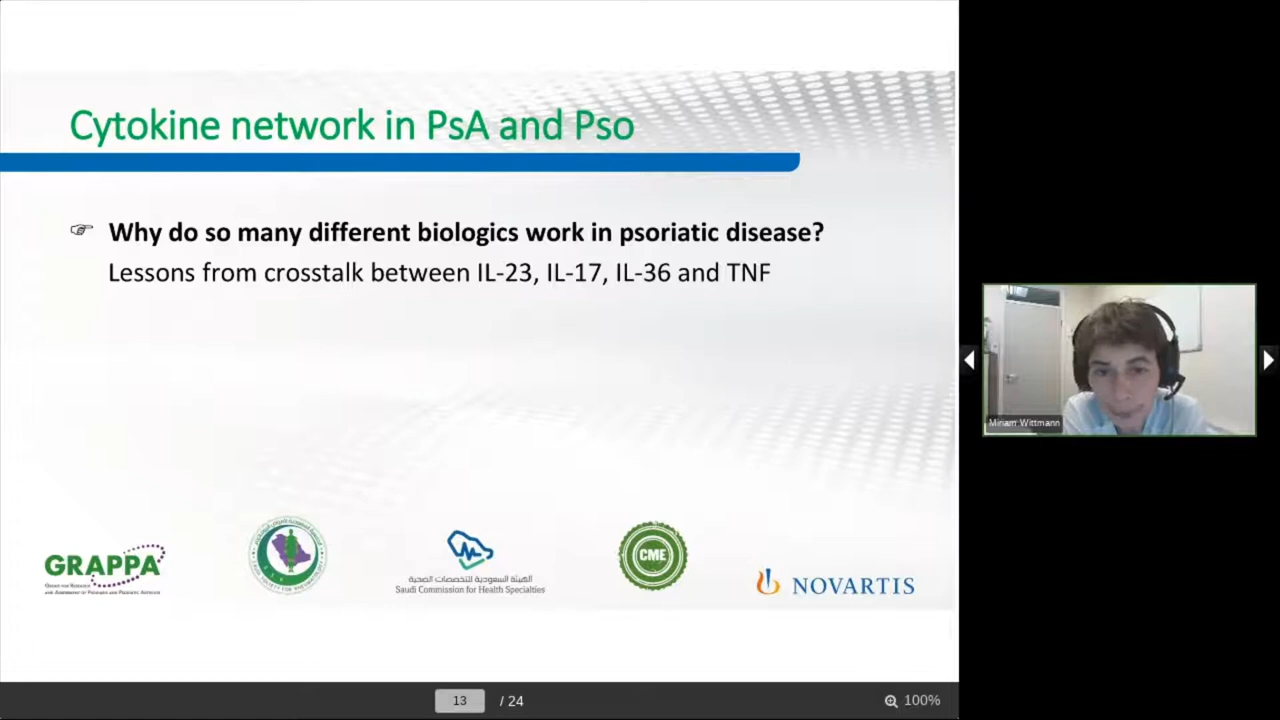 Cytokine network in PsA and Pso
Why do so many different biologics work in psoriatic disease?
Lessons from crosstalk between IL-23, IL-17, IL-36 and TNF
GRAPPA
GROUP FOR RESEARCH
AND ASSESSMENT OF PSORIASIS AND PSORIATIC ARTHRITIS
الهيئة السعودية للتخصصات الصحية
Saudi Commission for Health Specialties
CME
NOVARTIS
Miriam Wittmann
13 / 24
100%